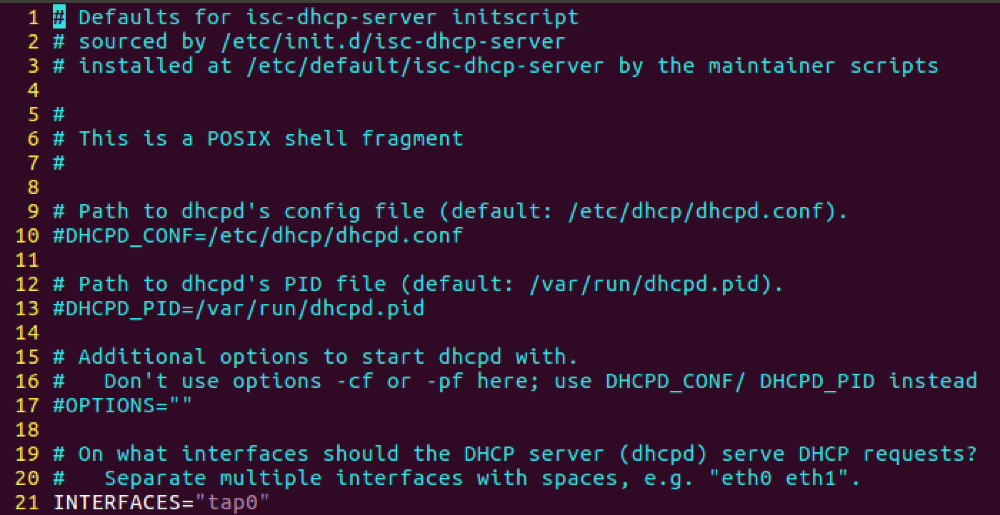 1 # Defaults for isc-dhcp-server initscript
2 # sourced by /etc/init.d/isc-dhcp-server
3 # installed at /etc/default/isc-dhcp-server by the maintainer scripts
4
5 #
6 # This is a POSIX shell fragment
7 #
8
9 # Path to dhcpd's config file (default: /etc/dhcp/dhcpd.conf).
10 #DHCPD_CONF=/etc/dhcp/dhcpd.conf
11
12 # Path to dhcpd's PID file (default: /var/run/dhcpd.pid).
13 #DHCPD_PID=/var/run/dhcpd.pid
14
15 # Additional options to start dhcpd with.
16 #   Don't use options -cf or -pf here; use DHCPD_CONF/ DHCPD_PID instead
17 #OPTIONS=""
18
19 # On what interfaces should the DHCP server (dhcpd) serve DHCP requests?
20 #   Separate multiple interfaces with spaces, e.g. "eth0 eth1".
21 INTERFACES="tap0"